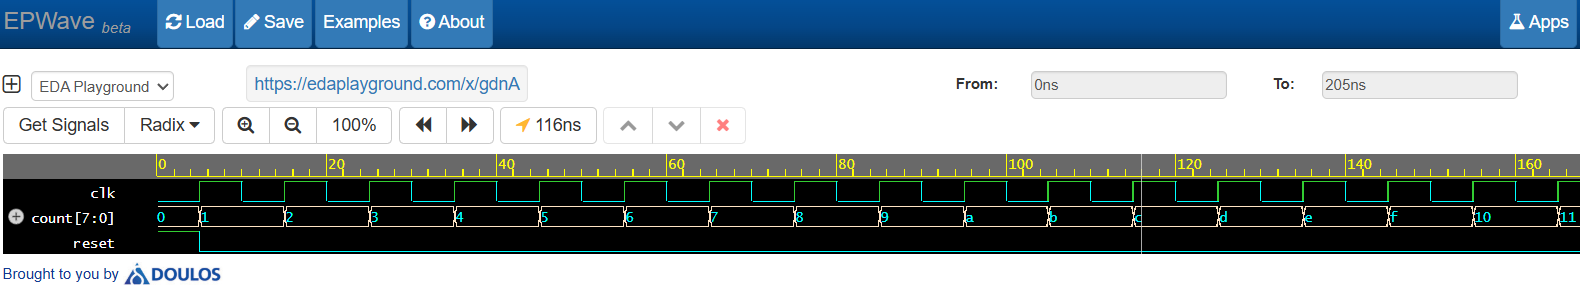 EPWave beta Load Save Examples About Apps
EDA Playground https://edaplayground.com/x/gdnA From: 0ns To: 205ns
Get Signals Radix 100% 116ns
0 20 40 60 80 100 120 140 160
clk
count[7:0] 0 1 2 3 4 5 6 7 8 9 a b c d e f 10 11
reset
Brought to you by DOULOS